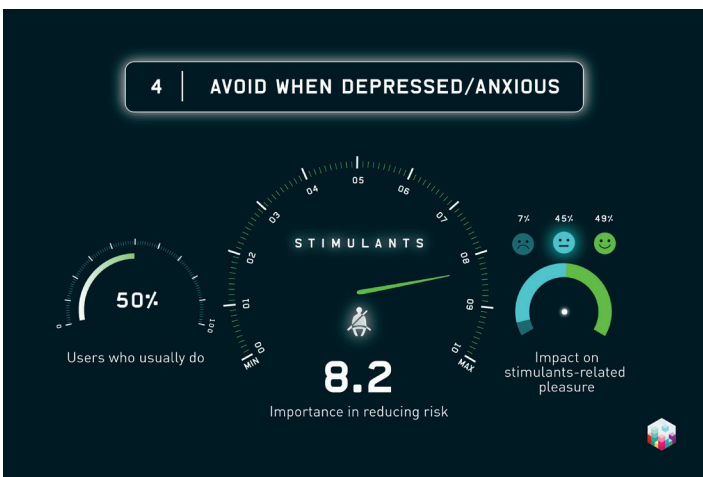 4 | AVOID WHEN DEPRESSED/ANXIOUS
STIMULANTS
MIN
00
01
02
03
04
05
06
07
08
09
10
MAX
0
50%
100
Users who usually do
8.2
Importance in reducing risk
7% 45% 49%
Impact on
stimulants-related
pleasure